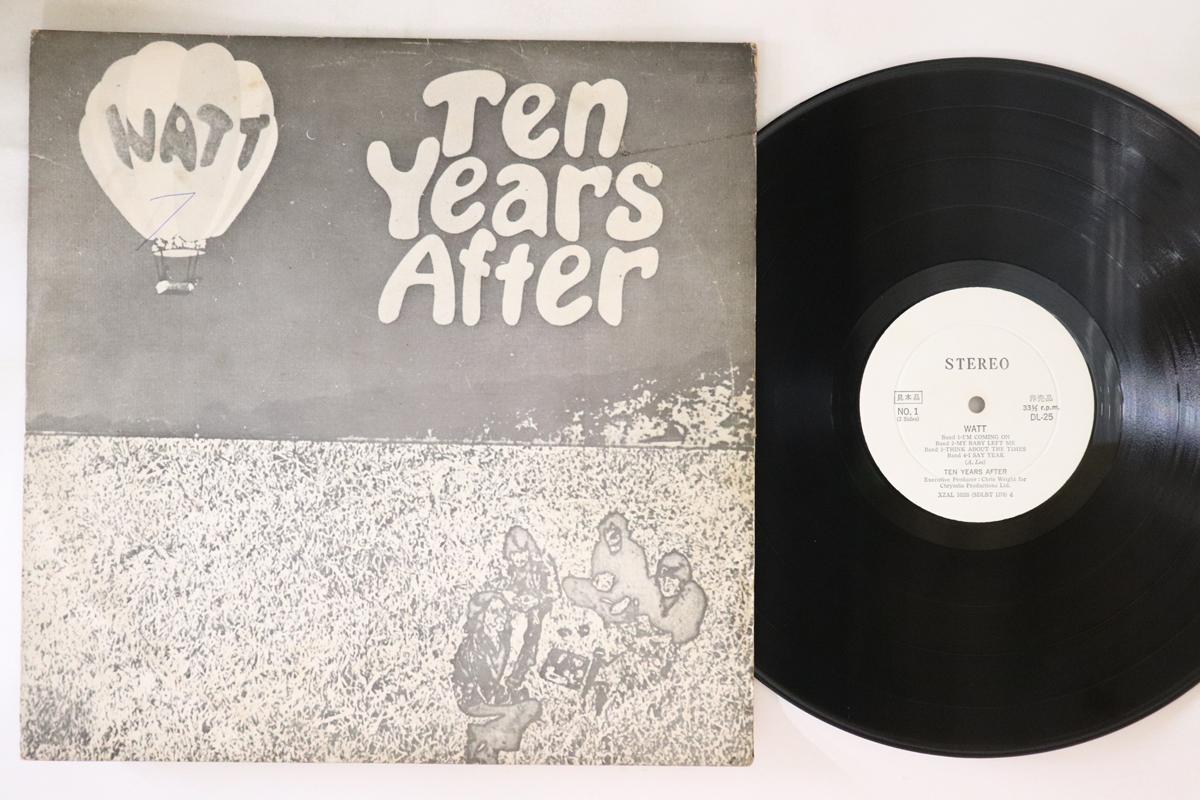 WATT
Ten
Years
After
STEREO
見本品
非売品
NO. 1
33⅓ r.p.m.
(2 Sides)
DL-25
WATT
Band 1-I'M COMING ON
Band 2-MY BABY LEFT ME
Band 3-THINK ABOUT THE TIMES
Band 4-I SAY YEAH
(A. Lee)
TEN YEARS AFTER
Executive Producer : Chris Wright for
Chrysalis Productions Ltd.